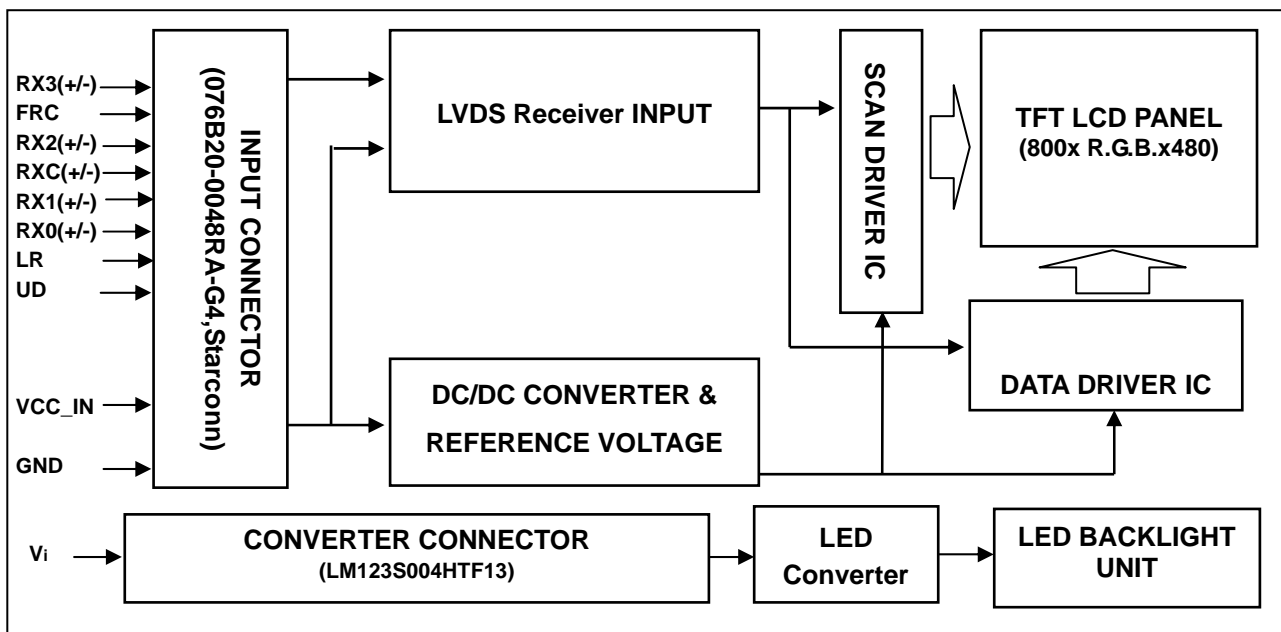 RX3(+/-)
FRC
RX2(+/-)
RXC(+/-)
RX1(+/-)
RX0(+/-)
LR
UD
VCC_IN
GND
INPUT CONNECTOR
(076B20-0048RA-G4,Starconn)
LVDS Receiver INPUT
SCAN DRIVER IC
TFT LCD PANEL
(800x R.G.B.x480)
DC/DC CONVERTER &
REFERENCE VOLTAGE
DATA DRIVER IC
Vi
CONVERTER CONNECTOR
(LM123S004HTF13)
LED
Converter
LED BACKLIGHT
UNIT